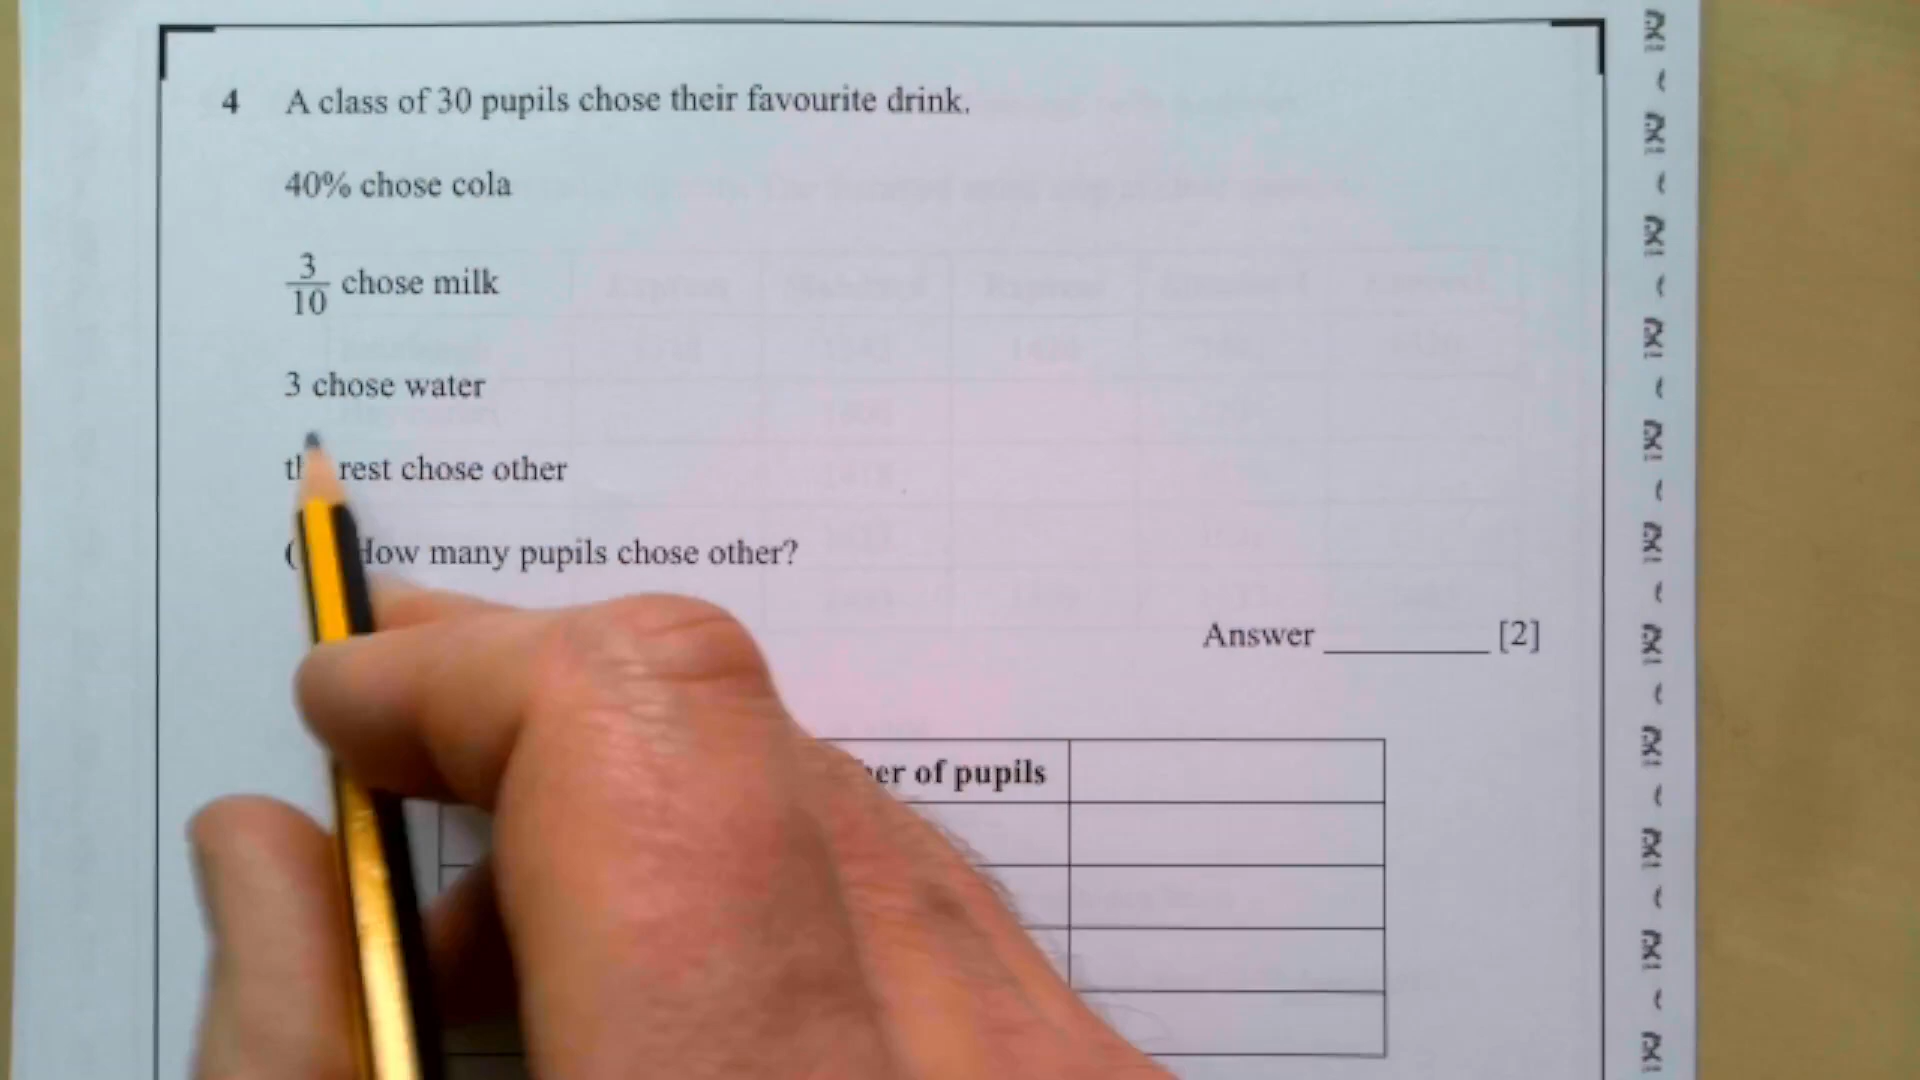 4 A class of 30 pupils chose their favourite drink.
40% chose cola
3/10 chose milk
3 chose water
rest chose other
How many pupils chose other?
Answer ________ [2]
of pupils